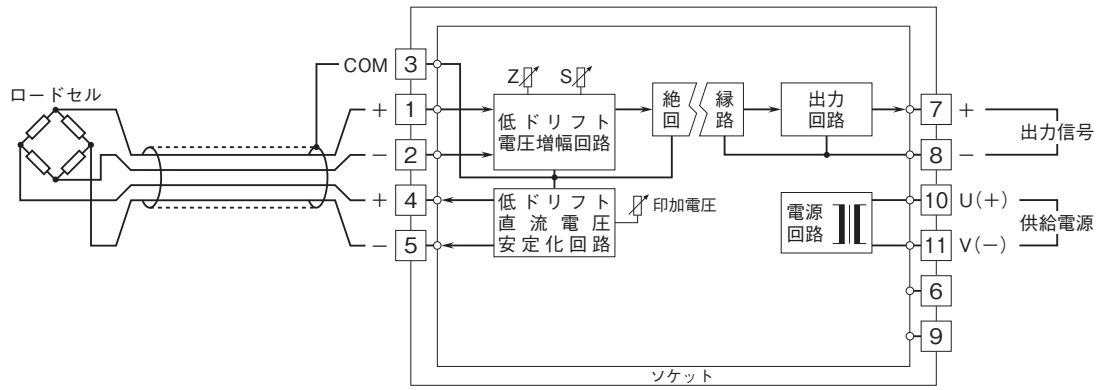 ロードセル
COM 3
+ 1
− 2
+ 4
− 5
Z
S
低ドリフト
電圧増幅回路
低ドリフト
直流電圧
安定化回路
印加電圧
絶縁
回路
出力
回路
電源
回路
7 +
8 −
出力信号
10 U(+)
11 V(−)
供給電源
6
9
ソケット